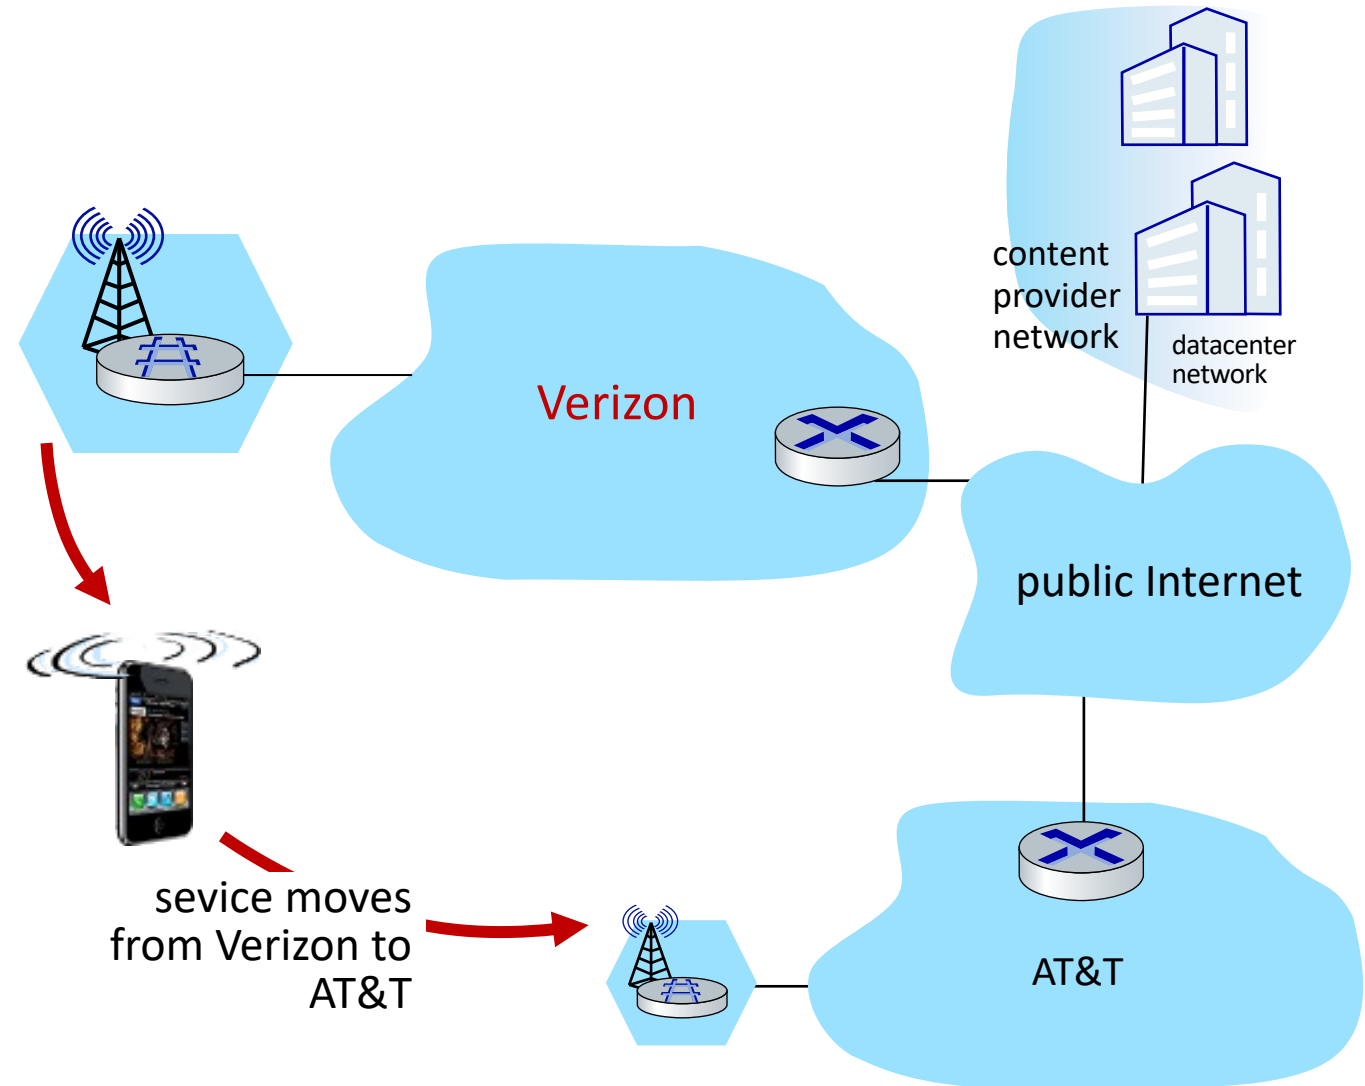 content
provider
network
datacenter
network
Verizon
public Internet
sevice moves
from Verizon to
AT&T
AT&T